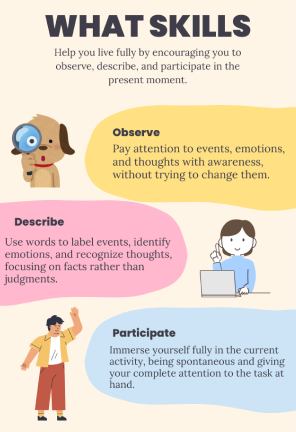 WHAT SKILLS
Help you live fully by encouraging you to
observe, describe, and participate in the
present moment.
Observe
Pay attention to events, emotions,
and thoughts with awareness,
without trying to change them.
Describe
Use words to label events, identify
emotions, and recognize thoughts,
focusing on facts rather than
judgments.
Participate
Immerse yourself fully in the current
activity, being spontaneous and giving
your complete attention to the task at
hand.